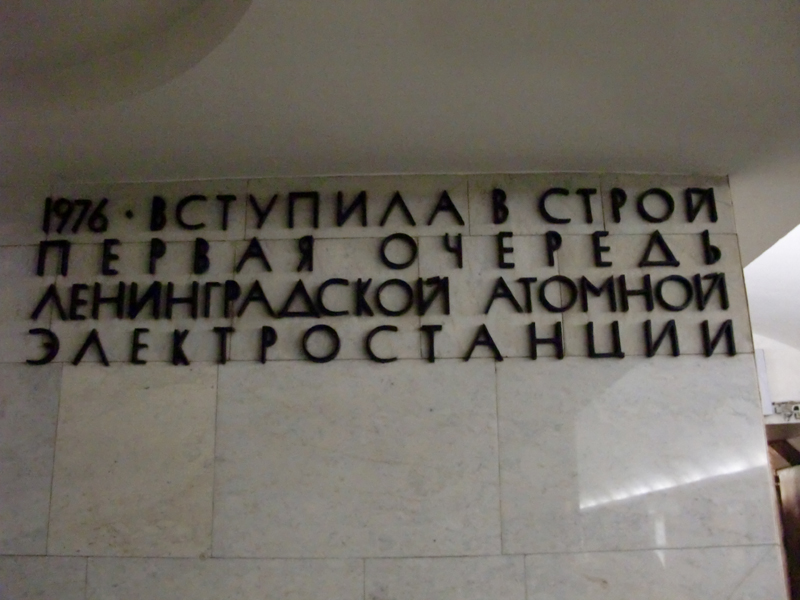 1976 · ВСТУПИЛА В СТРОЙ
ПЕРВАЯ ОЧЕРЕДЬ
ЛЕНИНГРАДСКОЙ АТОМНОЙ
ЭЛЕКТРОСТАНЦИИ